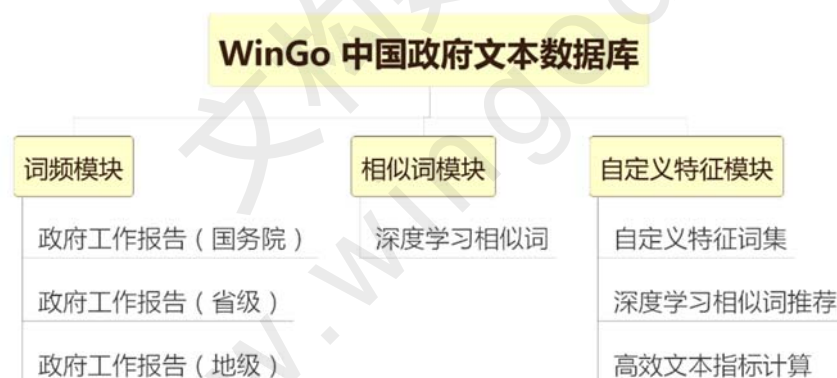 WinGo 中国政府文本数据库
词频模块
政府工作报告（国务院）
政府工作报告（省级）
政府工作报告（地级）
相似词模块
深度学习相似词
自定义特征模块
自定义特征词集
深度学习相似词推荐
高效文本指标计算